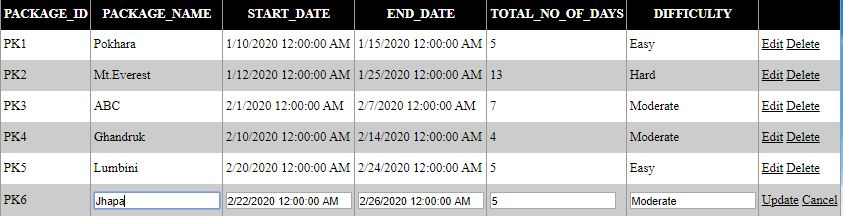 PACKAGE_ID PACKAGE_NAME START_DATE END_DATE TOTAL_NO_OF_DAYS DIFFICULTY
PK1 Pokhara 1/10/2020 12:00:00 AM 1/15/2020 12:00:00 AM 5 Easy Edit Delete
PK2 Mt.Everest 1/12/2020 12:00:00 AM 1/25/2020 12:00:00 AM 13 Hard Edit Delete
PK3 ABC 2/1/2020 12:00:00 AM 2/7/2020 12:00:00 AM 7 Moderate Edit Delete
PK4 Ghandruk 2/10/2020 12:00:00 AM 2/14/2020 12:00:00 AM 4 Moderate Edit Delete
PK5 Lumbini 2/20/2020 12:00:00 AM 2/24/2020 12:00:00 AM 5 Easy Edit Delete
PK6 Jhapa 2/22/2020 12:00:00 AM 2/26/2020 12:00:00 AM 5 Moderate Update Cancel